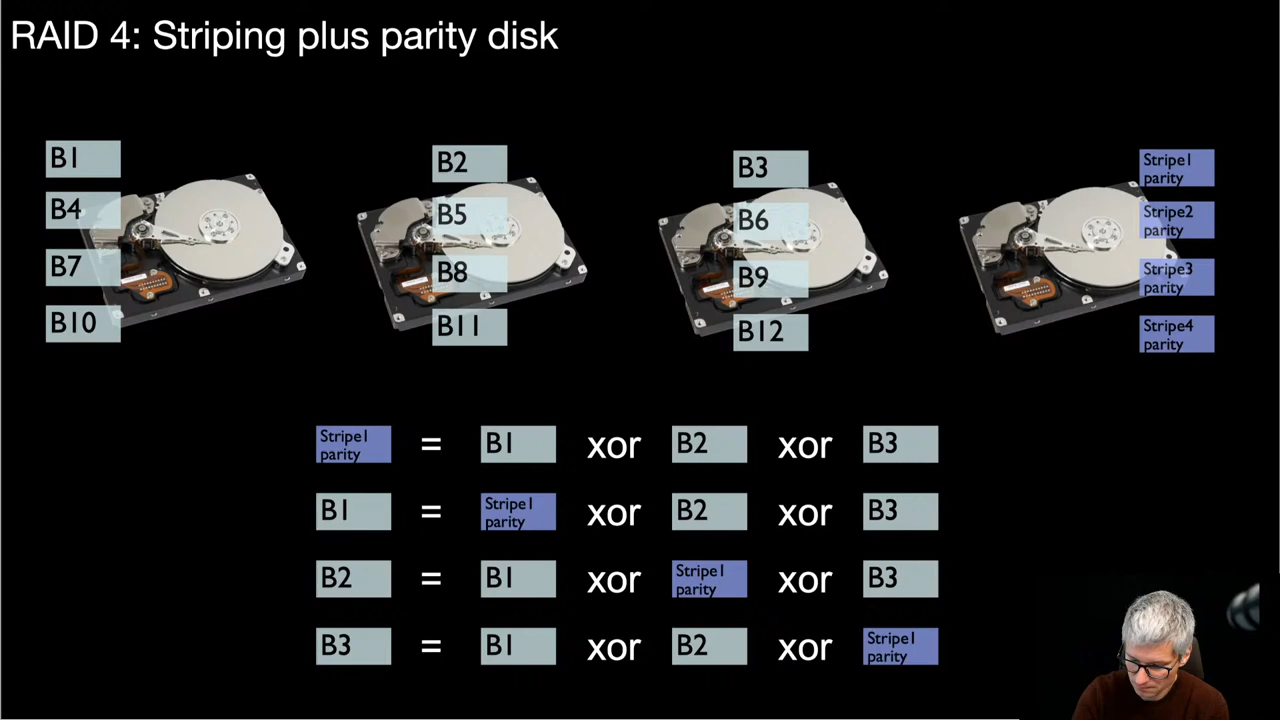 RAID 4: Striping plus parity disk
B1
B4
B7
B10
B2
B5
B8
B11
B3
B6
B9
B12
Stripe1
parity
Stripe2
parity
Stripe3
parity
Stripe4
parity
Stripe1
parity
= B1 xor B2 xor B3
B1 = Stripe1
parity
xor B2 xor B3
B2 = B1 xor Stripe1
parity
xor B3
B3 = B1 xor B2 xor Stripe1
parity